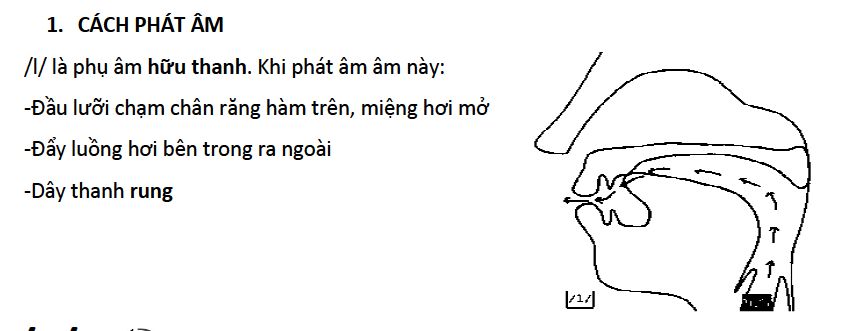 1. CÁCH PHÁT ÂM
/l/ là phụ âm hữu thanh. Khi phát âm âm này:
-Đầu lưỡi chạm chân răng hàm trên, miệng hơi mở
-Đẩy luồng hơi bên trong ra ngoài
-Dây thanh rung
/l/